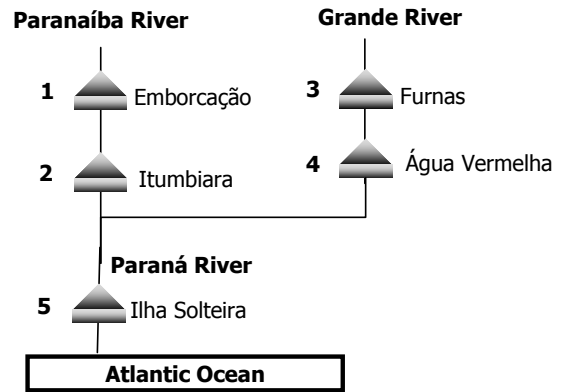 Paranaíba River
Grande River
1 Emborcação
3 Furnas
2 Itumbiara
4 Água Vermelha
Paraná River
5 Ilha Solteira
Atlantic Ocean